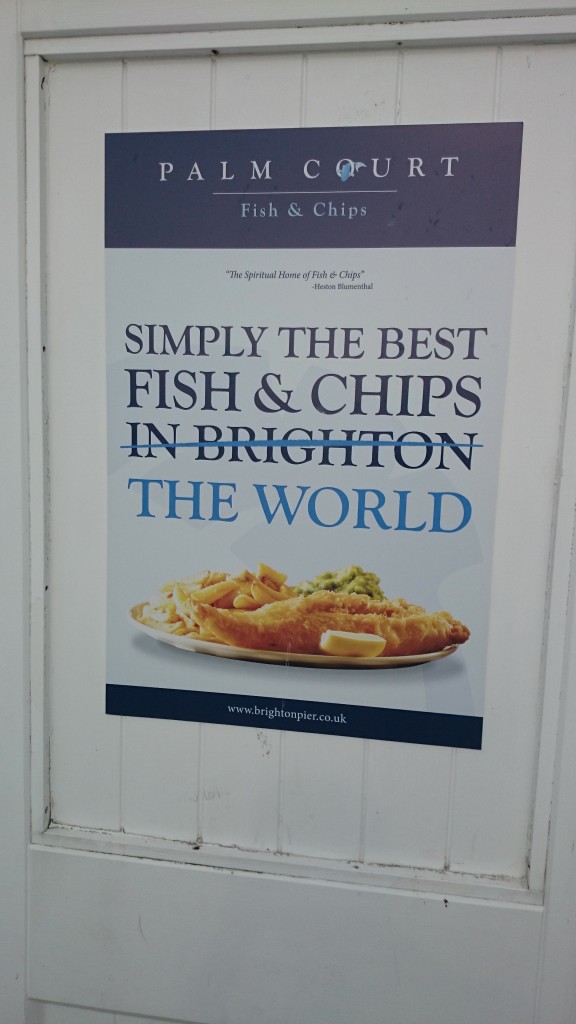 PALM COURT
Fish & Chips
"The Spiritual Home of Fish & Chips"
-Heston Blumenthal
SIMPLY THE BEST
FISH & CHIPS
IN BRIGHTON
THE WORLD
www.brightonpier.co.uk